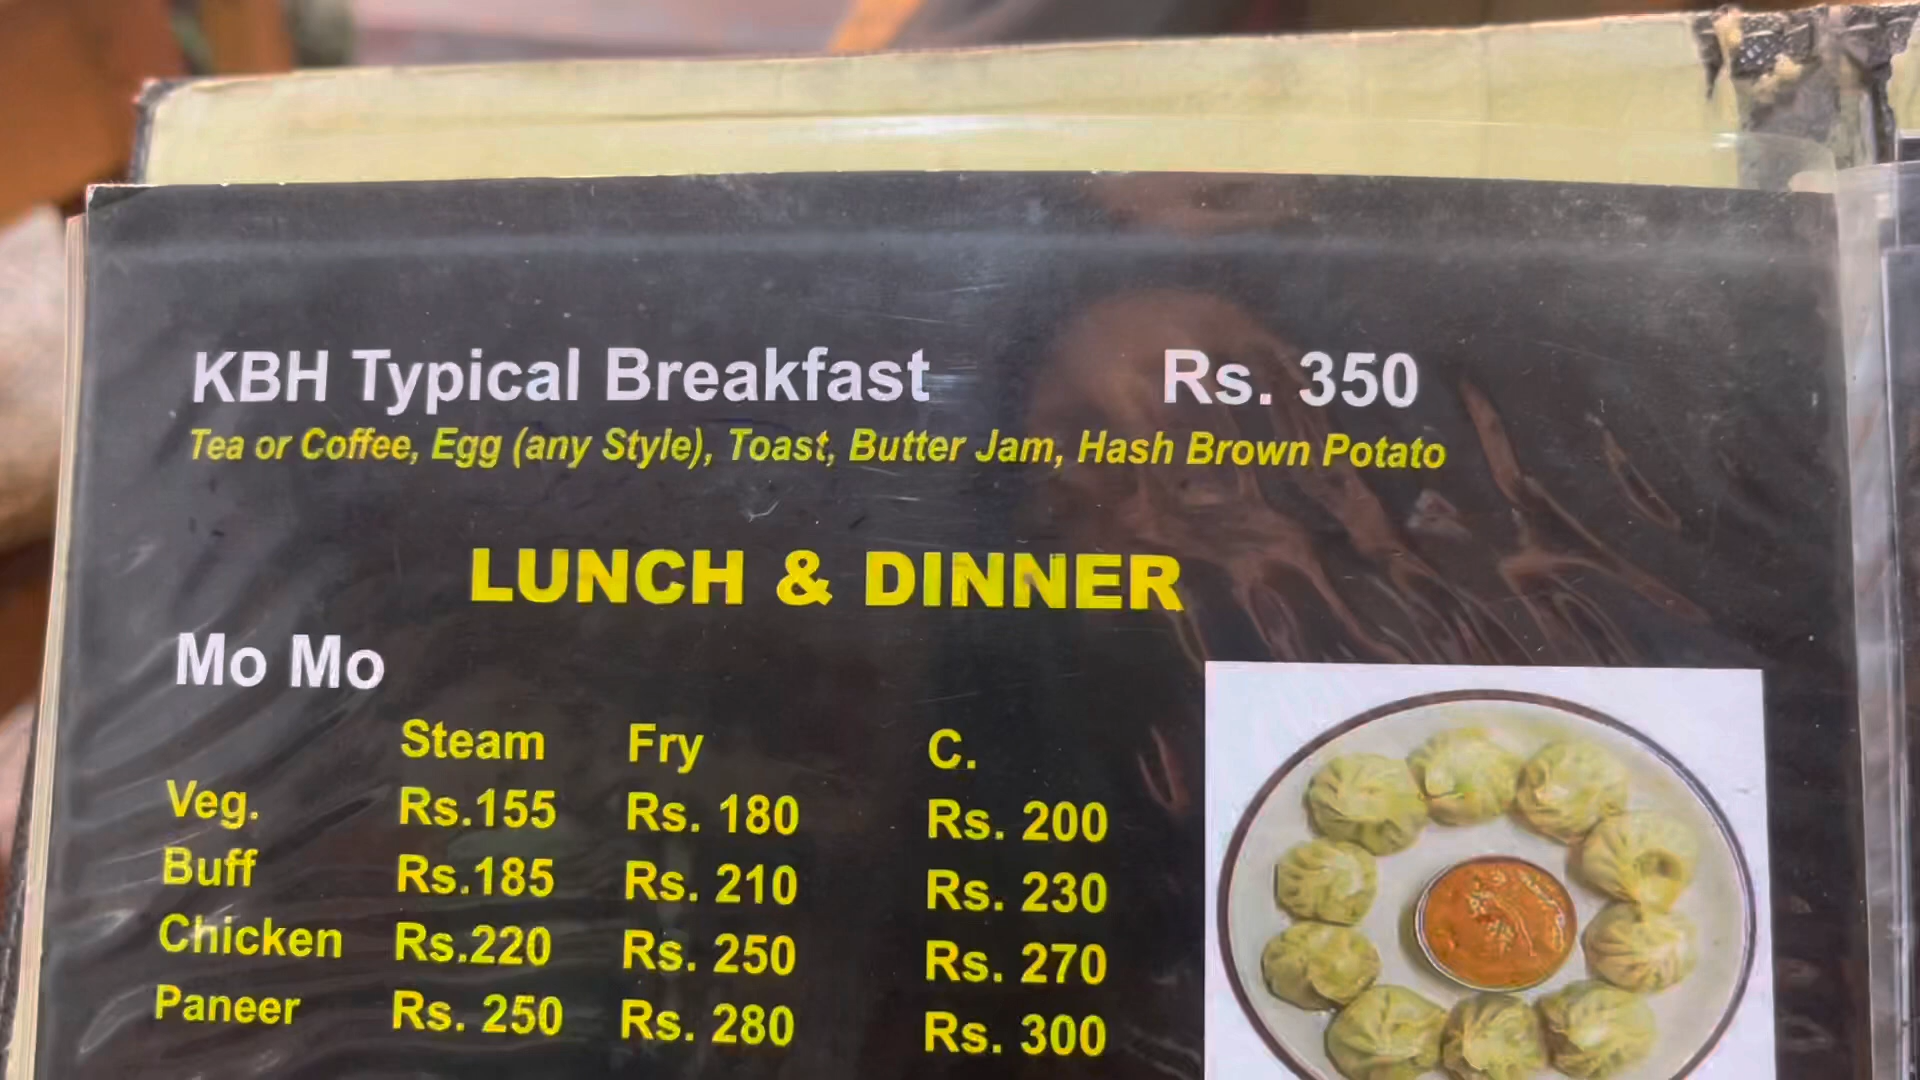 KBH Typical Breakfast Rs. 350
Tea or Coffee, Egg (any Style), Toast, Butter Jam, Hash Brown Potato
LUNCH & DINNER
Mo Mo
Steam Fry C.
Veg. Rs.155 Rs. 180 Rs. 200
Buff Rs.185 Rs. 210 Rs. 230
Chicken Rs.220 Rs. 250 Rs. 270
Paneer Rs. 250 Rs. 280 Rs. 300